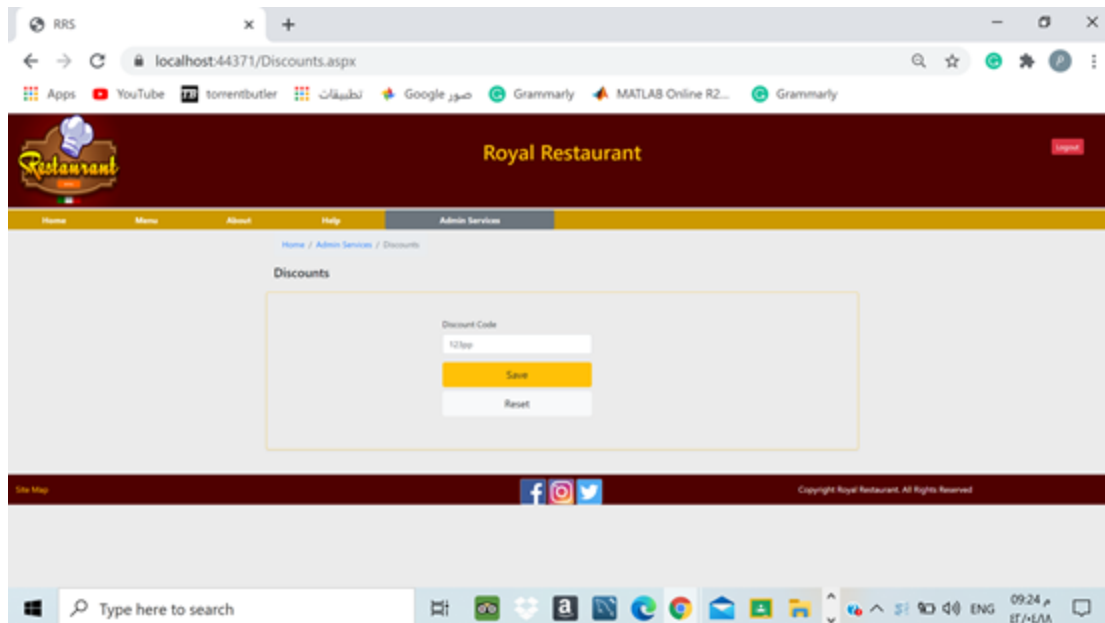 RRS
localhost:44371/Discounts.aspx
Apps YouTube torrentbutler تطبيقات صور Google Grammarly MATLAB Online R2... Grammarly
Restaurant
Royal Restaurant
Logout
Home Menu About Help Admin Services
Home / Admin Services / Discounts
Discounts
Discount Code
123pp
Save
Reset
Site Map
Copyright Royal Restaurant. All Rights Reserved
Type here to search
ENG
09:24 م